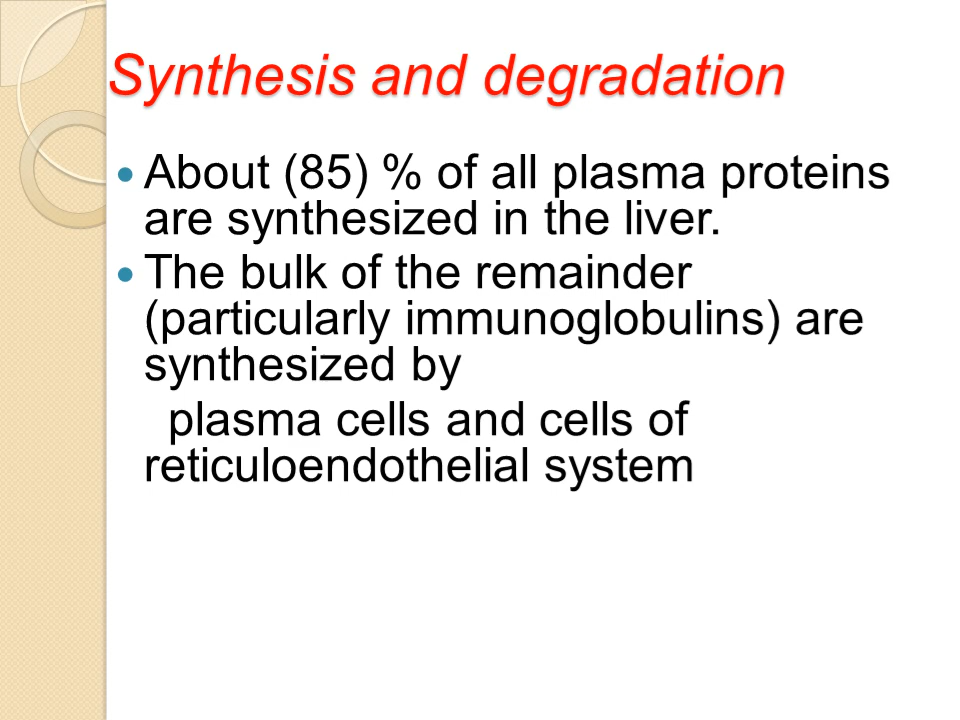 Synthesis and degradation
• About (85) % of all plasma proteins
are synthesized in the liver.
• The bulk of the remainder
(particularly immunoglobulins) are
synthesized by
plasma cells and cells of
reticuloendothelial system